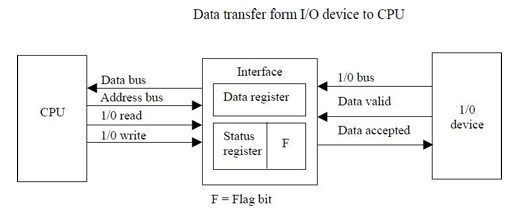 Data transfer form I/O device to CPU
CPU
Data bus
Address bus
1/0 read
1/0 write
Interface
Data register
Status
register
F
1/0 bus
Data valid
Data accepted
1/0
device
F = Flag bit